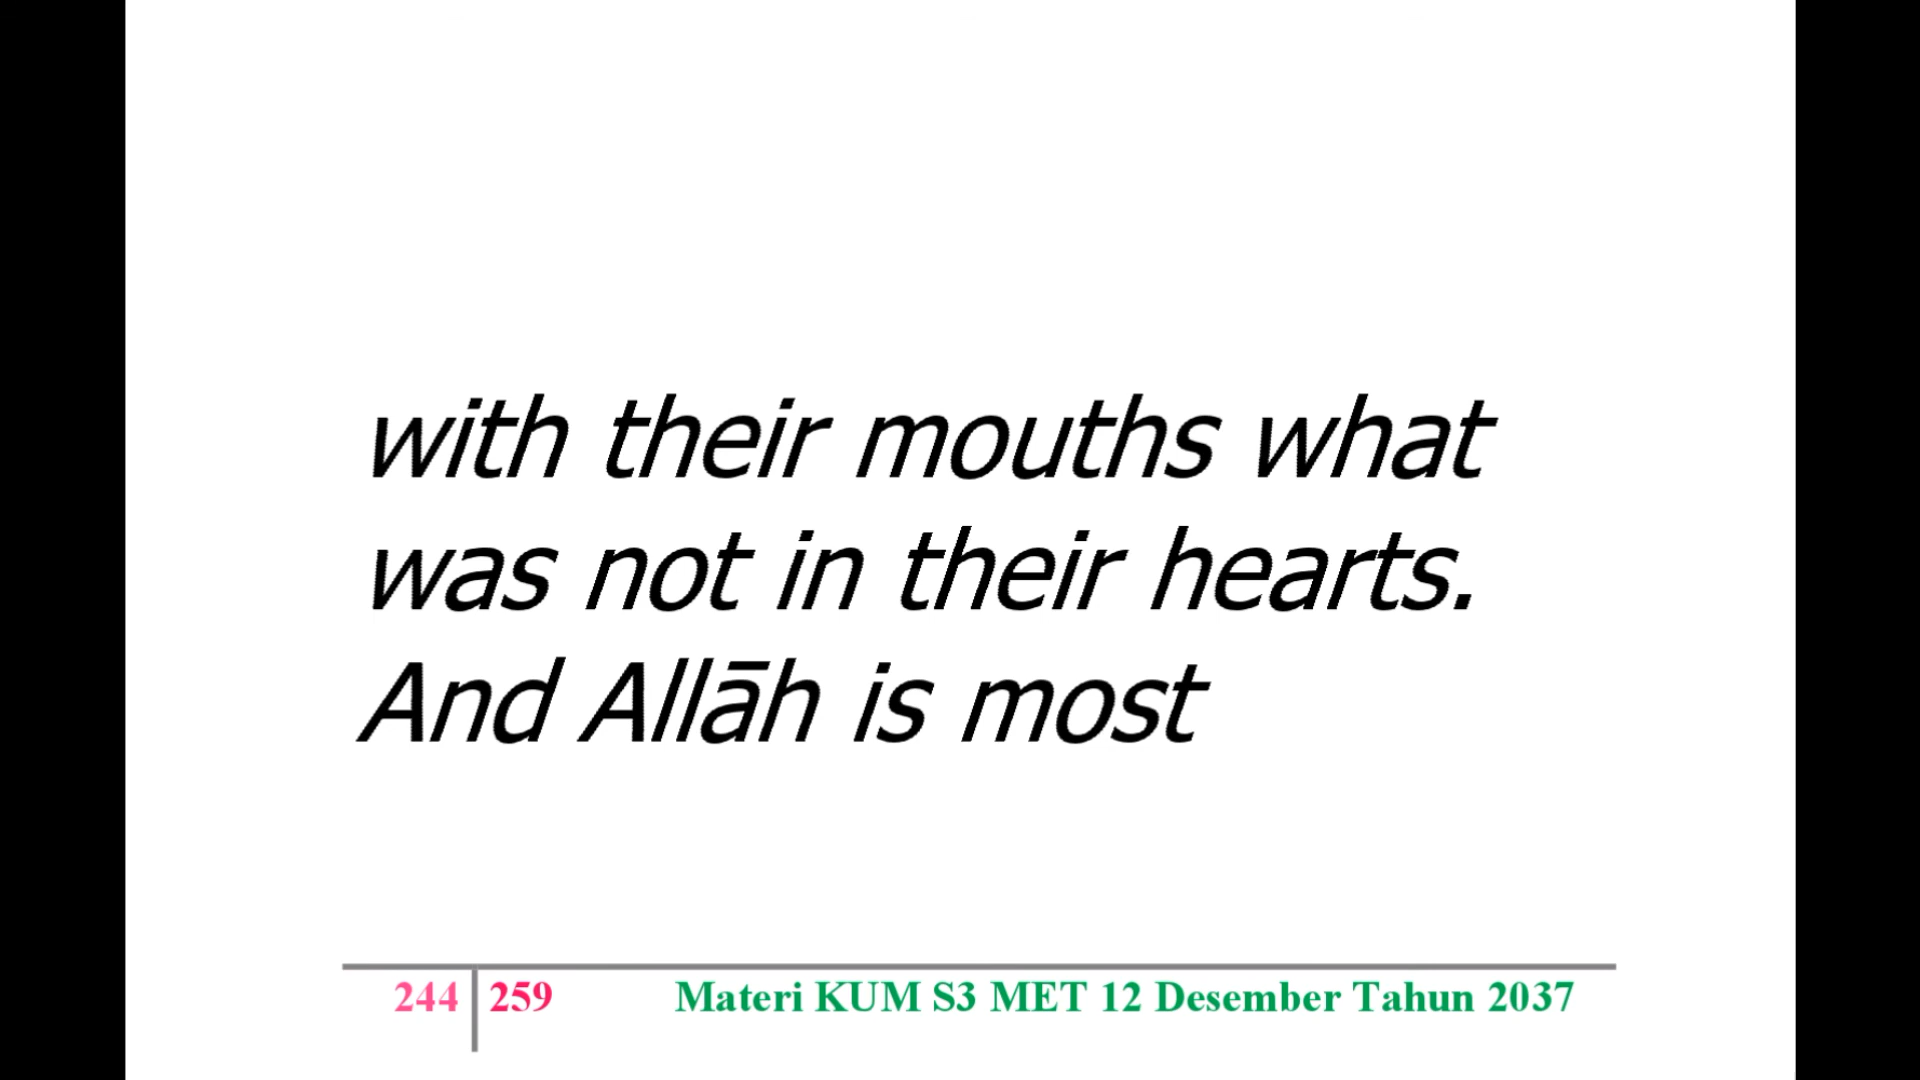 with their mouths what
was not in their hearts.
And Allāh is most
244 259 Materi KUM S3 MET 12 Desember Tahun 2037